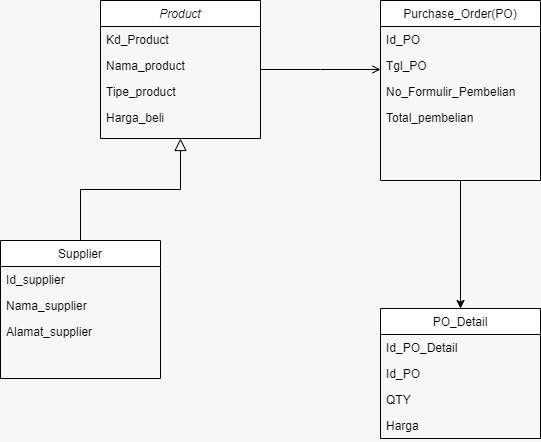 Product
Kd_Product
Nama_product
Tipe_product
Harga_beli
Purchase_Order(PO)
Id_PO
Tgl_PO
No_Formulir_Pembelian
Total_pembelian
Supplier
Id_supplier
Nama_supplier
Alamat_supplier
PO_Detail
Id_PO_Detail
Id_PO
QTY
Harga